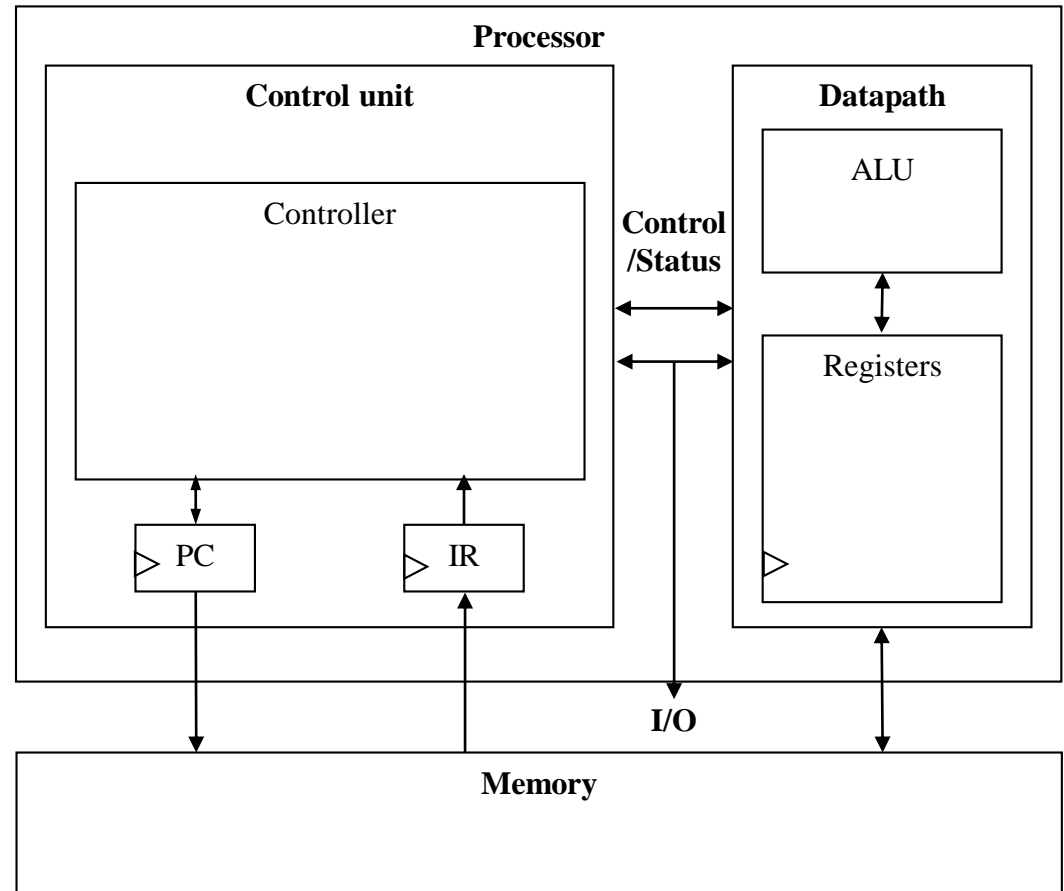 Processor
Control unit
Datapath
ALU
Controller
Control
/Status
Registers
PC
IR
I/O
Memory